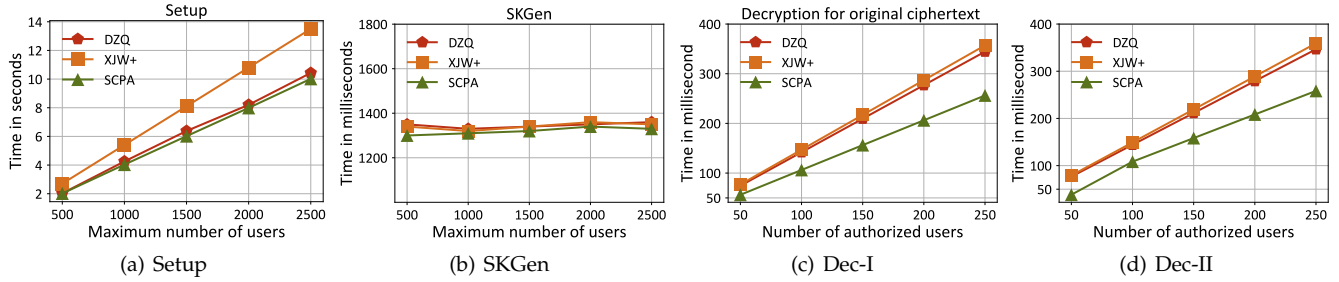 Setup
Time in seconds
14
12
10
8
6
4
2
DZQ
XJW+
SCPA
500 1000 1500 2000 2500
Maximum number of users
(a) Setup
SKGen
Time in milliseconds
1800
1600
1400
1200
DZQ
XJW+
SCPA
500 1000 1500 2000 2500
Maximum number of users
(b) SKGen
Decryption for original ciphertext
Time in millisecond
400
300
200
100
50
DZQ
XJW+
SCPA
50 100 150 200 250
Number of authorized users
(c) Dec-I
Time in millisecond
400
300
200
100
50
DZQ
XJW+
SCPA
50 100 150 200 250
Number of authorized users
(d) Dec-II